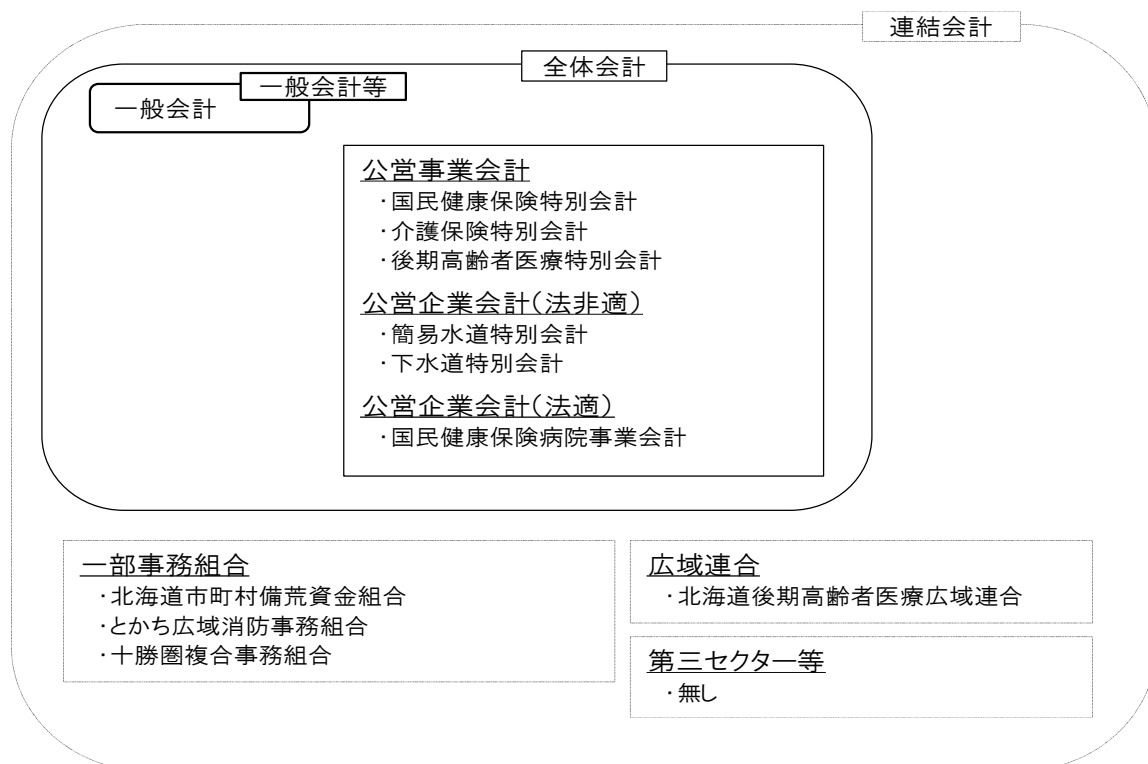 連結会計
全体会計
一般会計等
一般会計
公営事業会計
・国民健康保険特別会計
・介護保険特別会計
・後期高齢者医療特別会計
公営企業会計(法非適)
・簡易水道特別会計
・下水道特別会計
公営企業会計(法適)
・国民健康保険病院事業会計
一部事務組合
・北海道市町村備荒資金組合
・とかち広域消防事務組合
・十勝圏複合事務組合
広域連合
・北海道後期高齢者医療広域連合
第三セクター等
・無し